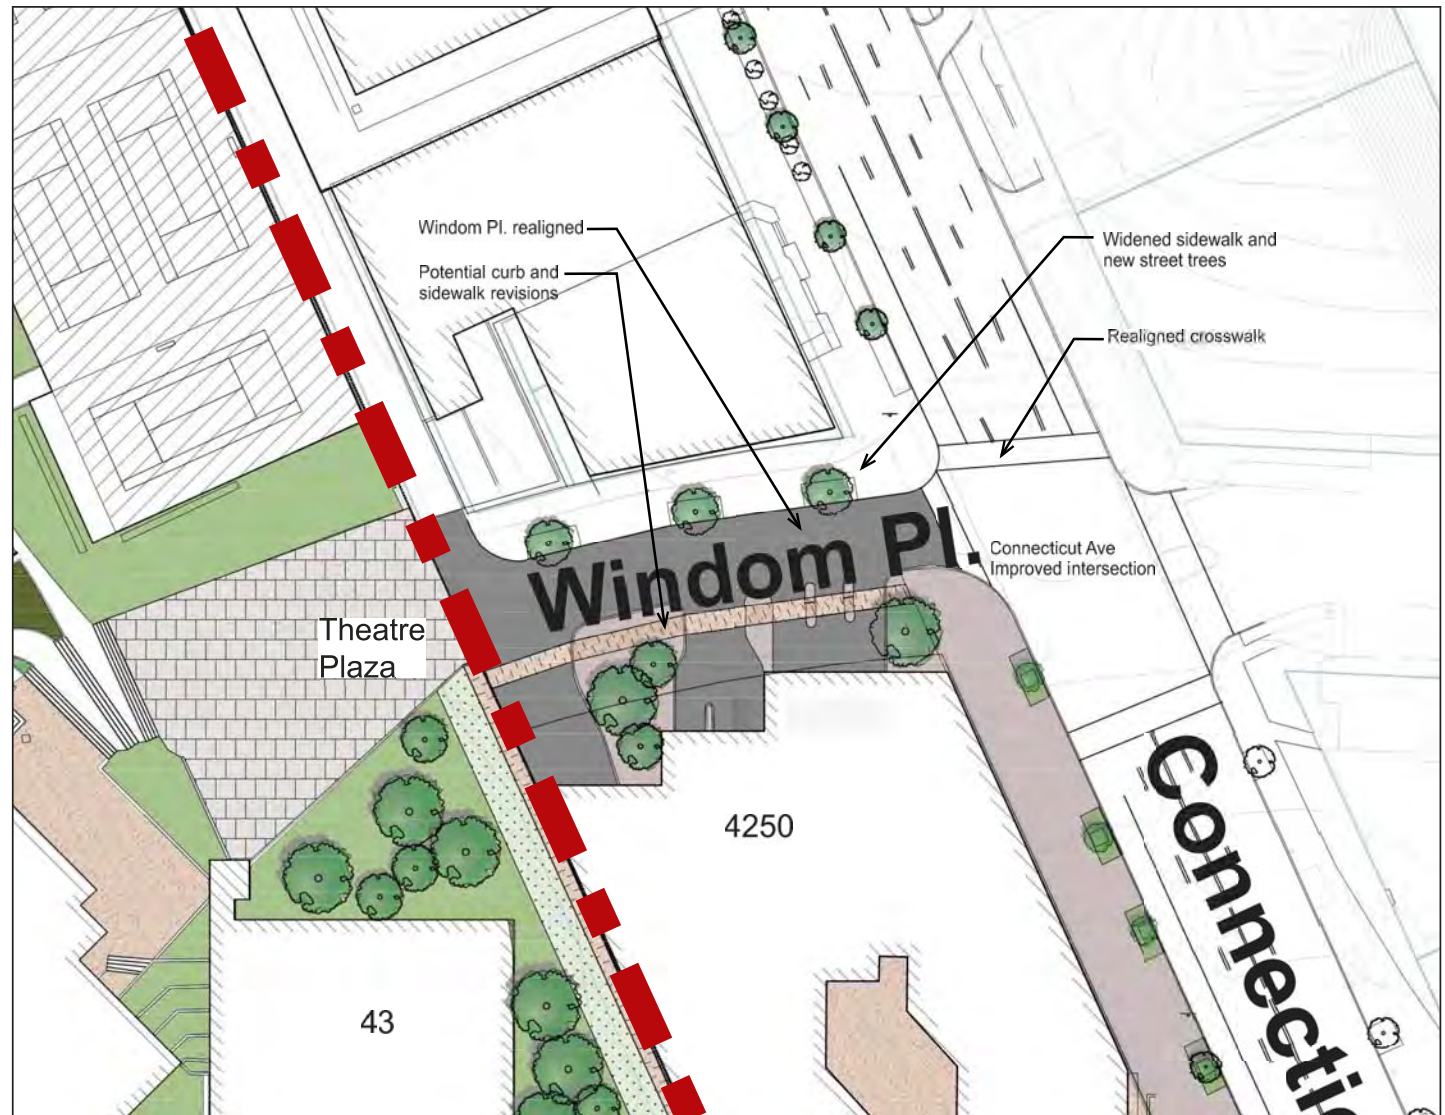 Windom Pl. realigned
Potential curb and
sidewalk revisions
Widened sidewalk and
new street trees
Realigned crosswalk
Windom Pl.
Connecticut Ave
Improved intersection
Theatre
Plaza
4250
43
Connecti